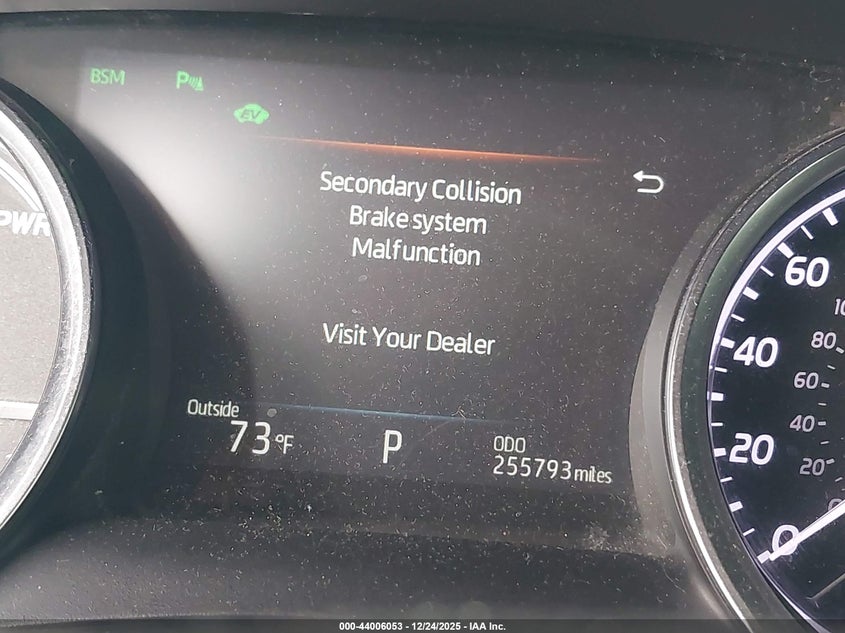 BSM
P
EV
Secondary Collision
Brake system
Malfunction
Visit Your Dealer
PWR
60
40
20
0
80-
60-
40-
20-
Outside
73°F
P
ODO
255793 miles
000-44006053 - 12/24/2025 - IAA Inc.